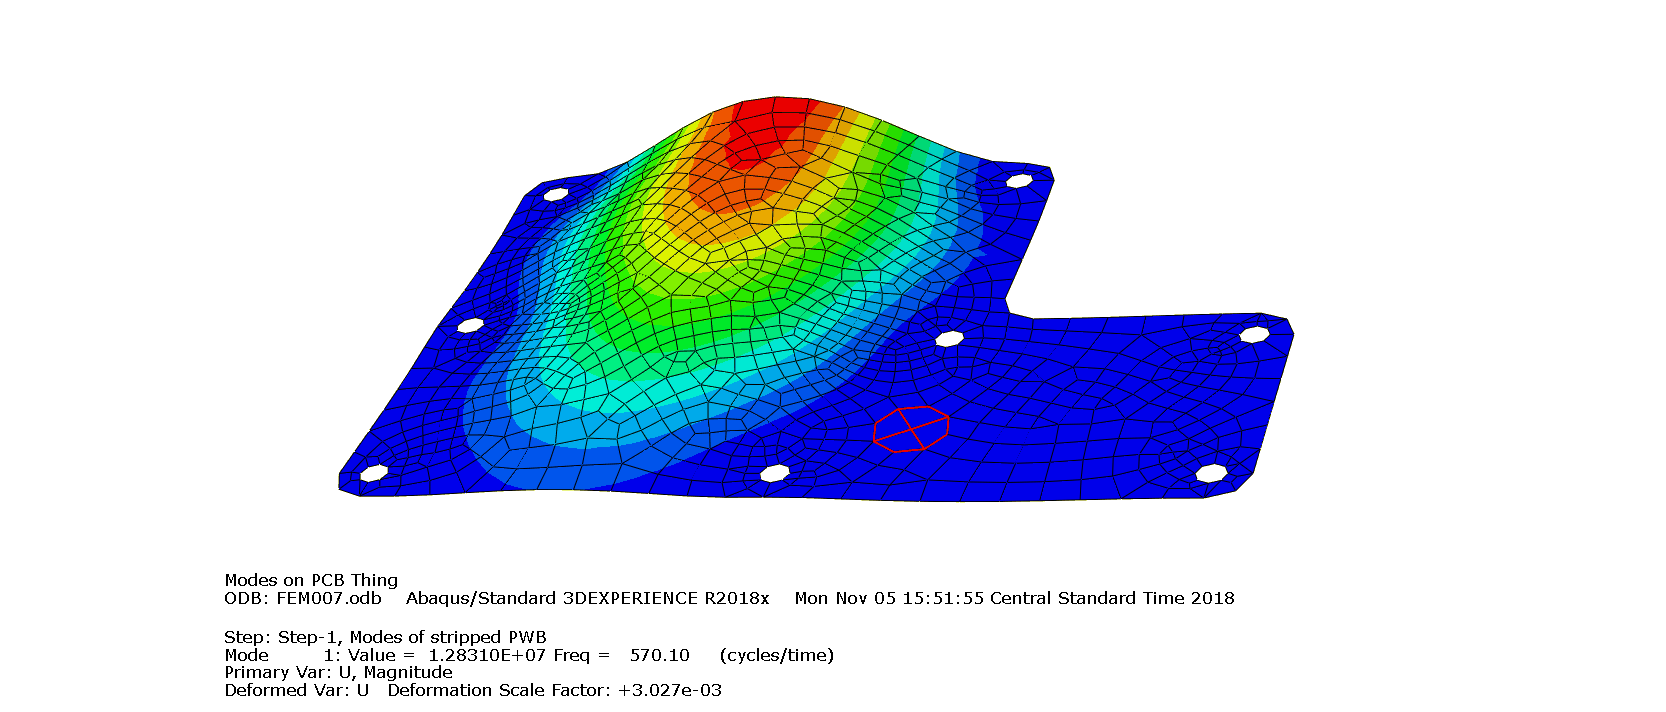 Modes on PCB Thing
ODB: FEM007.odb Abaqus/Standard 3DEXPERIENCE R2018x Mon Nov 05 15:51:55 Central Standard Time 2018
Step: Step-1, Modes of stripped PWB
Mode 1: Value = 1.28310E+07 Freq = 570.10 (cycles/time)
Primary Var: U, Magnitude
Deformed Var: U Deformation Scale Factor: +3.027e-03